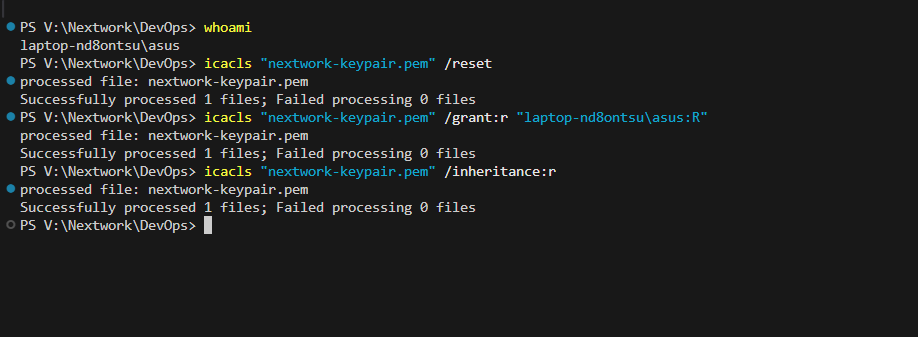 PS V:\Nextwork\DevOps> whoami
laptop-nd8ontsu\asus
PS V:\Nextwork\DevOps> icacls "nextwork-keypair.pem" /reset
processed file: nextwork-keypair.pem
Successfully processed 1 files; Failed processing 0 files
PS V:\Nextwork\DevOps> icacls "nextwork-keypair.pem" /grant:r "laptop-nd8ontsu\asus:R"
processed file: nextwork-keypair.pem
Successfully processed 1 files; Failed processing 0 files
PS V:\Nextwork\DevOps> icacls "nextwork-keypair.pem" /inheritance:r
processed file: nextwork-keypair.pem
Successfully processed 1 files; Failed processing 0 files
PS V:\Nextwork\DevOps>